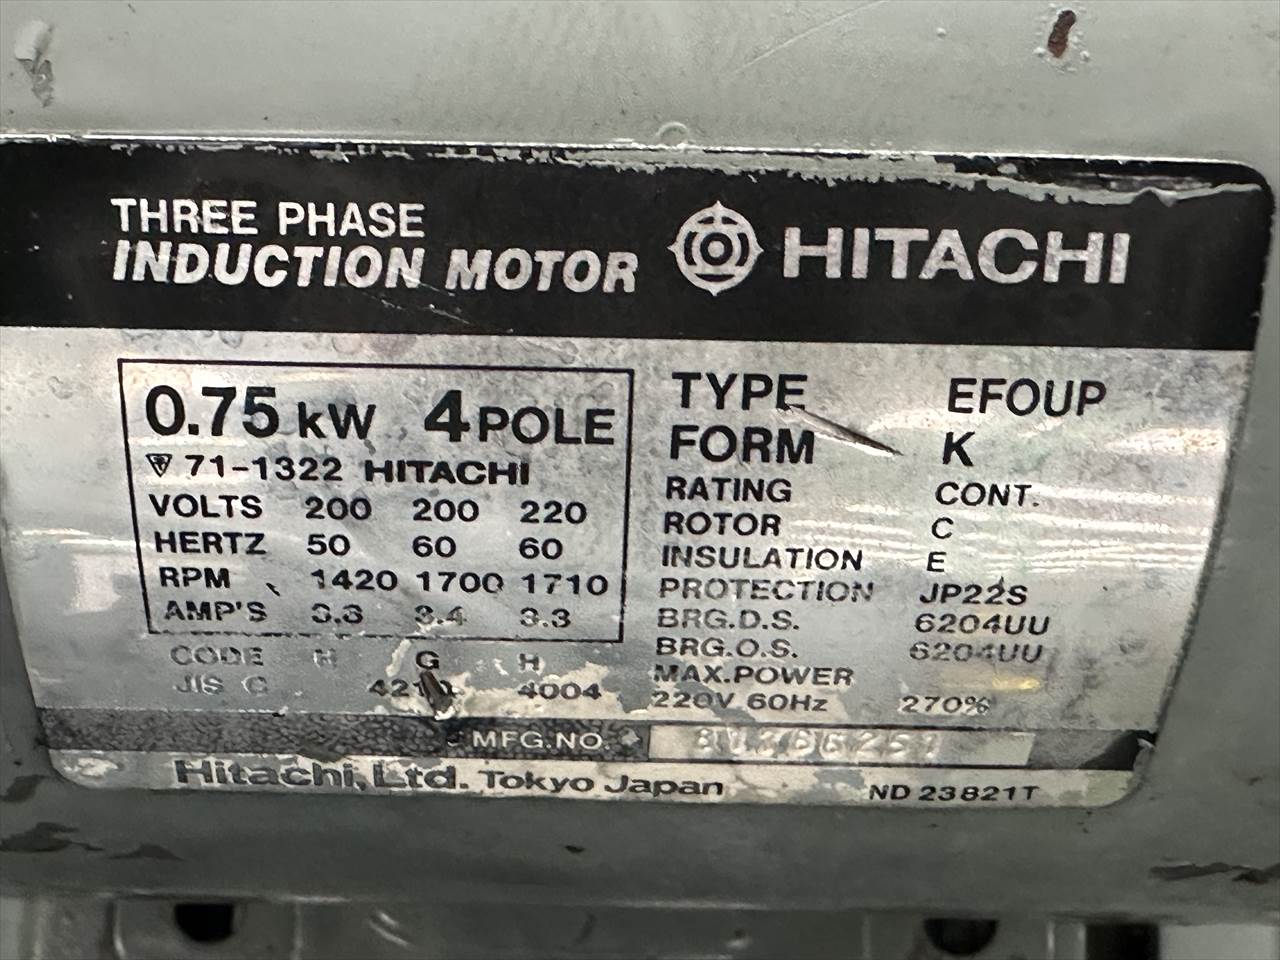 THREE PHASE
INDUCTION MOTOR
HITACHI
0.75 kW 4 POLE
71-1322 HITACHI
VOLTS 200 200 220
HERTZ 50 60 60
RPM 1420 1700 1710
AMP'S 3.3 3.4 3.3
CODE H G H
JIS C 4210 4004
TYPE EFOUP
FORM K
RATING CONT.
ROTOR C
INSULATION E
PROTECTION JP22S
BRG.D.S. 6204UU
BRG.O.S. 6204UU
MAX.POWER
220V 60Hz 270%
MFG.NO.
Hitachi, Ltd. Tokyo Japan
ND 23821T